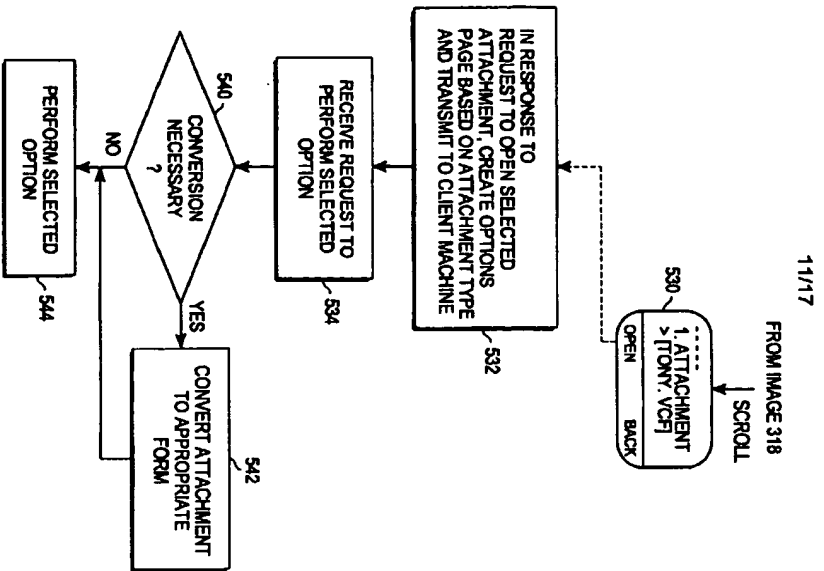 11/17
FROM IMAGE 318
SCROLL
530
-----
1. ATTACHMENT
> [TONY. VCF]
OPEN BACK
IN RESPONSE TO
REQUEST TO OPEN SELECTED
ATTACHMENT, CREATE OPTIONS
PAGE BASED ON ATTACHMENT TYPE
AND TRANSMIT TO CLIENT MACHINE
532
RECEIVE REQUEST TO
PERFORM SELECTED
OPTION
534
540
CONVERSION
NECESSARY
?
YES
NO
CONVERT ATTACHMENT
TO APPROPRIATE
FORM
542
PERFORM SELECTED
OPTION
544